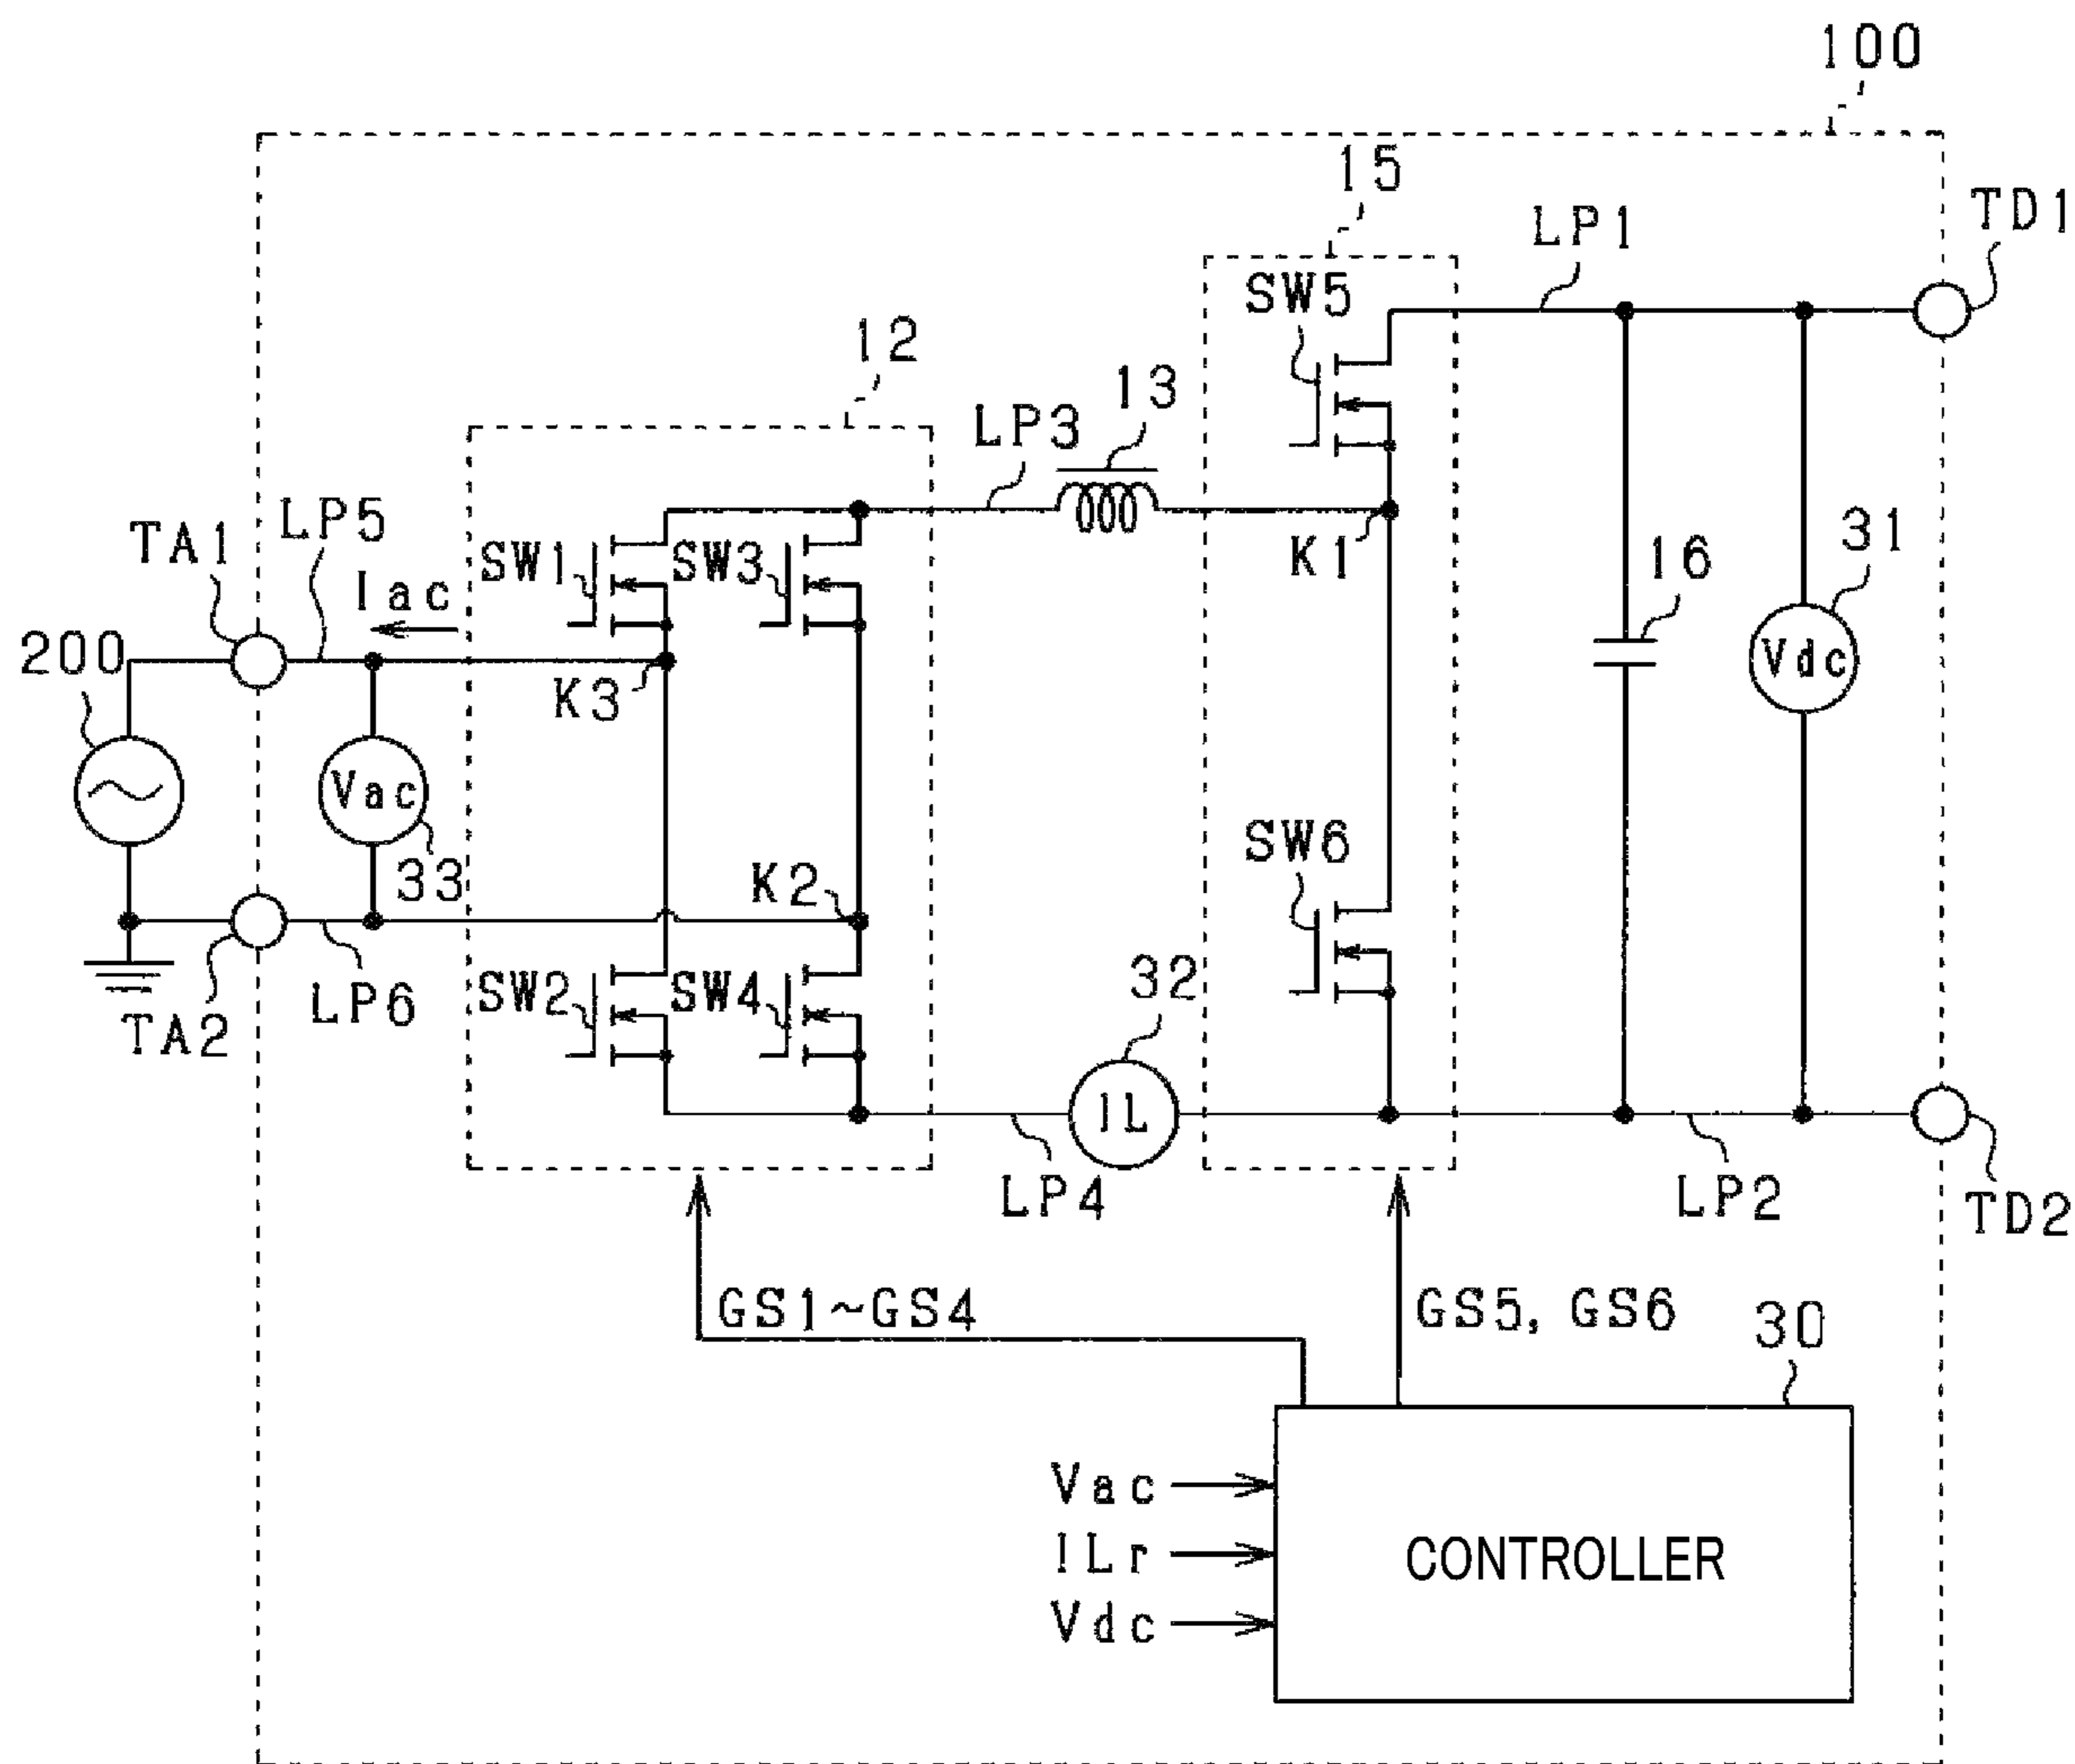 100
15
TD1
LP1
SW5
12
13
LP3
LP5
TA1
Iac
SW1
SW3
K1
16
31
200
K3
Vdc
Vac
33
K2
SW6
SW2
SW4
32
LP6
TA2
IL
LP4
LP2
TD2
GS1~GS4
GS5, GS6
30
Vac
ILr
Vdc
CONTROLLER